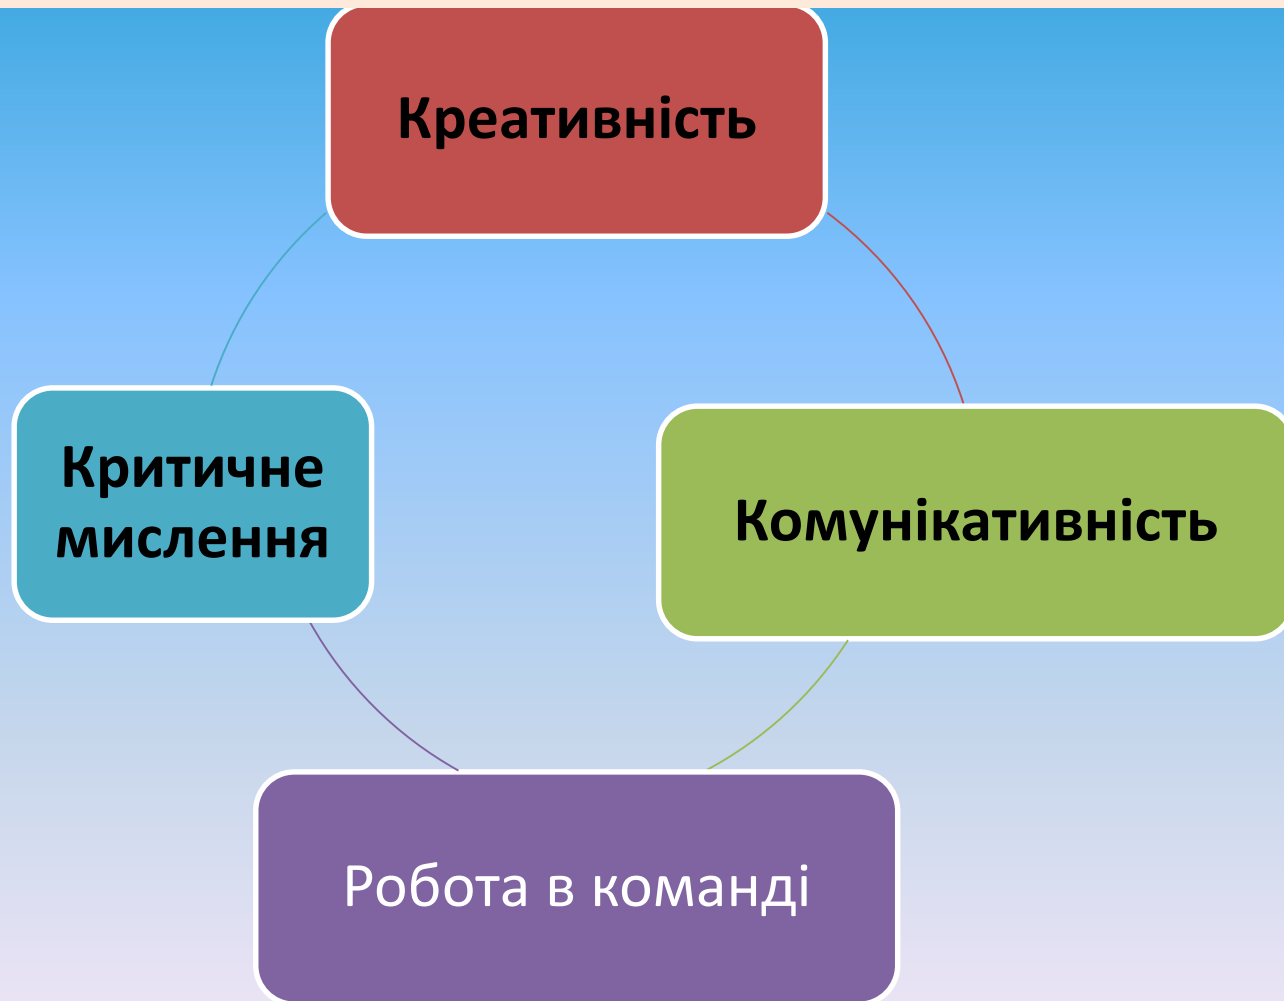 Креативність
Критичне
мислення
Комунікативність
Робота в команді